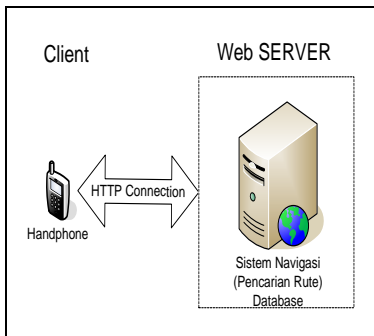 Client
Web SERVER
HTTP Connection
Handphone
Sistem Navigasi
(Pencarian Rute)
Database